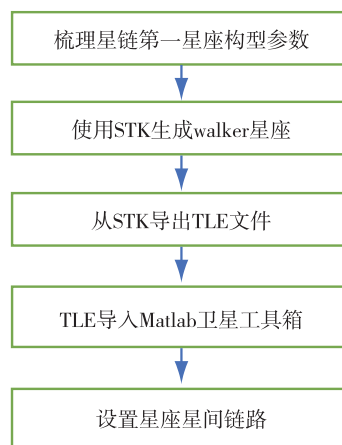 梳理星链第一星座构型参数
使用STK生成walker星座
从STK导出TLE文件
TLE导入Matlab卫星工具箱
设置星座星间链路